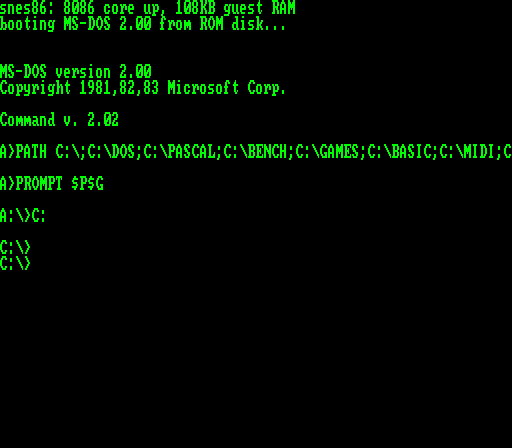 snes86: 8086 core up, 108KB guest RAM
booting MS-DOS 2.00 from ROM disk...
MS-DOS version 2.00
Copyright 1981,82,83 Microsoft Corp.
Command v. 2.02
A>PATH C:\;C:\DOS;C:\PASCAL;C:\BENCH;C:\GAMES;C:\BASIC;C:\MIDI;C
A>PROMPT $P$G
A:\>C:
C:\>
C:\>